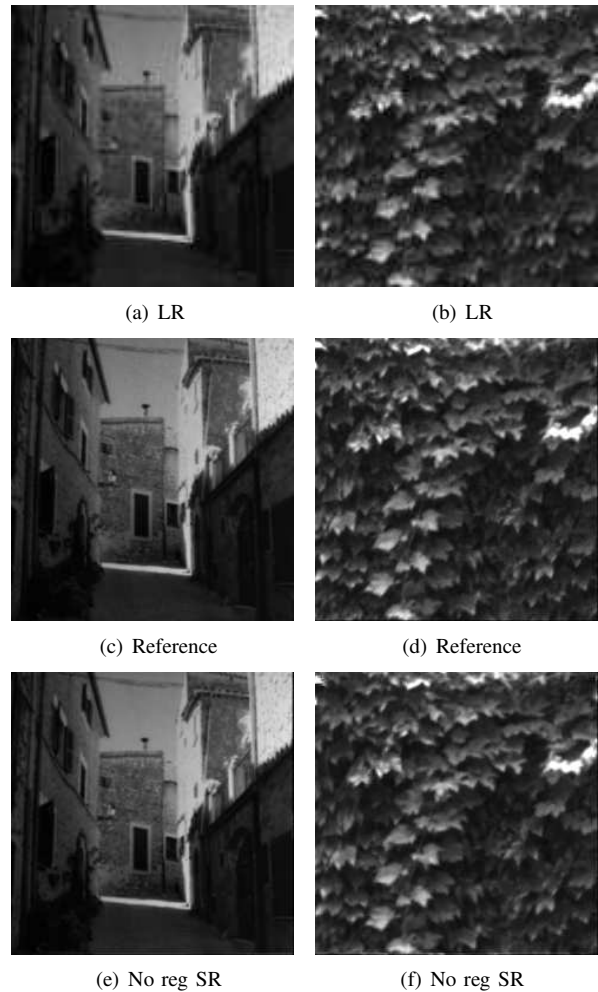 (a) LR
(b) LR
(c) Reference
(d) Reference
(e) No reg SR
(f) No reg SR